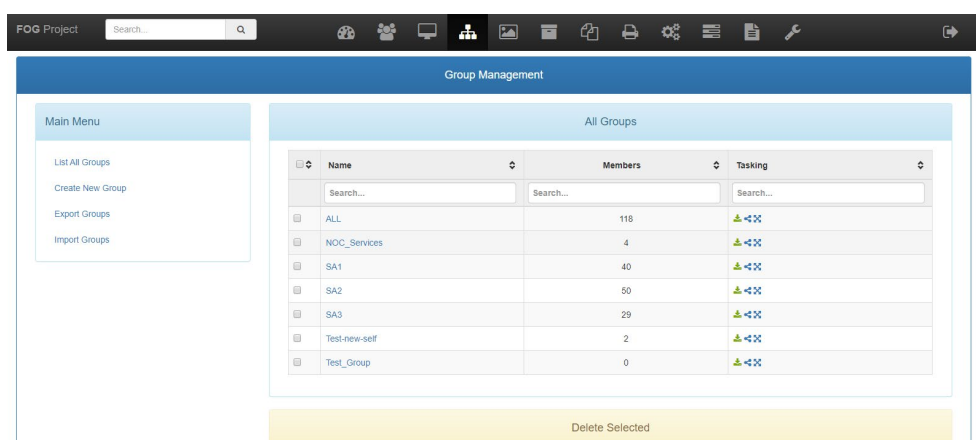 FOG Project Search...
Group Management
Main Menu
All Groups
List All Groups
Create New Group
Export Groups
Import Groups
Name Members Tasking
Search... Search... Search...
ALL 118
NOC_Services 4
SA1 40
SA2 50
SA3 29
Test-new-self 2
Test_Group 0
Delete Selected